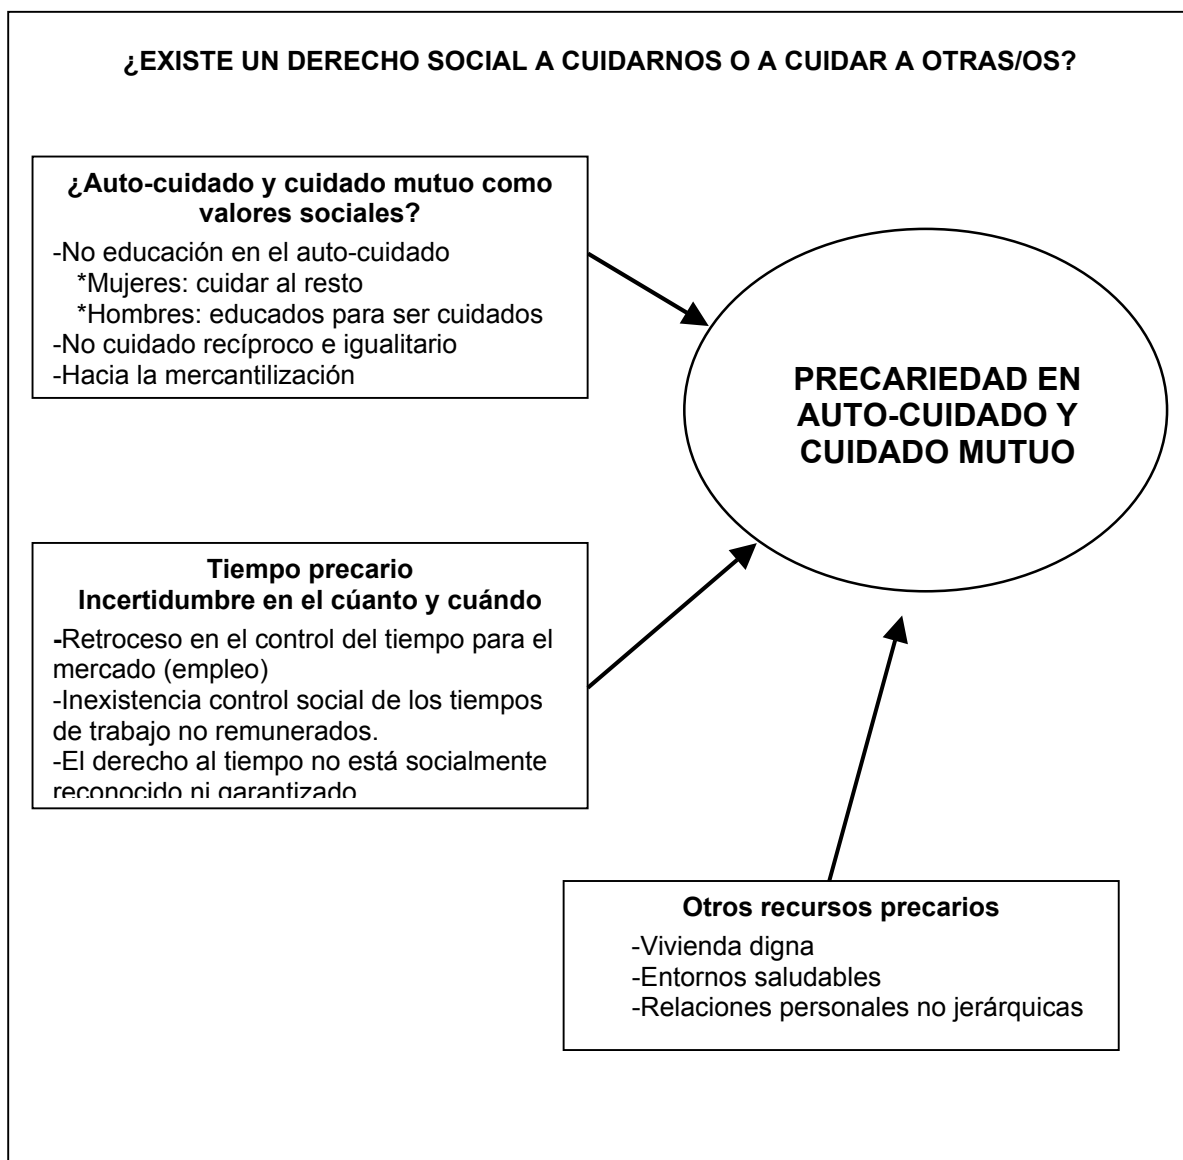 ¿EXISTE UN DERECHO SOCIAL A CUIDARNOS O A CUIDAR A OTRAS/OS?
¿Auto-cuidado y cuidado mutuo como
valores sociales?
-No educación en el auto-cuidado
*Mujeres: cuidar al resto
*Hombres: educados para ser cuidados
-No cuidado recíproco e igualitario
-Hacia la mercantilización
PRECARIEDAD EN
AUTO-CUIDADO Y
CUIDADO MUTUO
Tiempo precario
Incertidumbre en el cúanto y cuándo
-Retroceso en el control del tiempo para el
mercado (empleo)
-Inexistencia control social de los tiempos
de trabajo no remunerados.
-El derecho al tiempo no está socialmente
reconocido ni garantizado
Otros recursos precarios
-Vivienda digna
-Entornos saludables
-Relaciones personales no jerárquicas